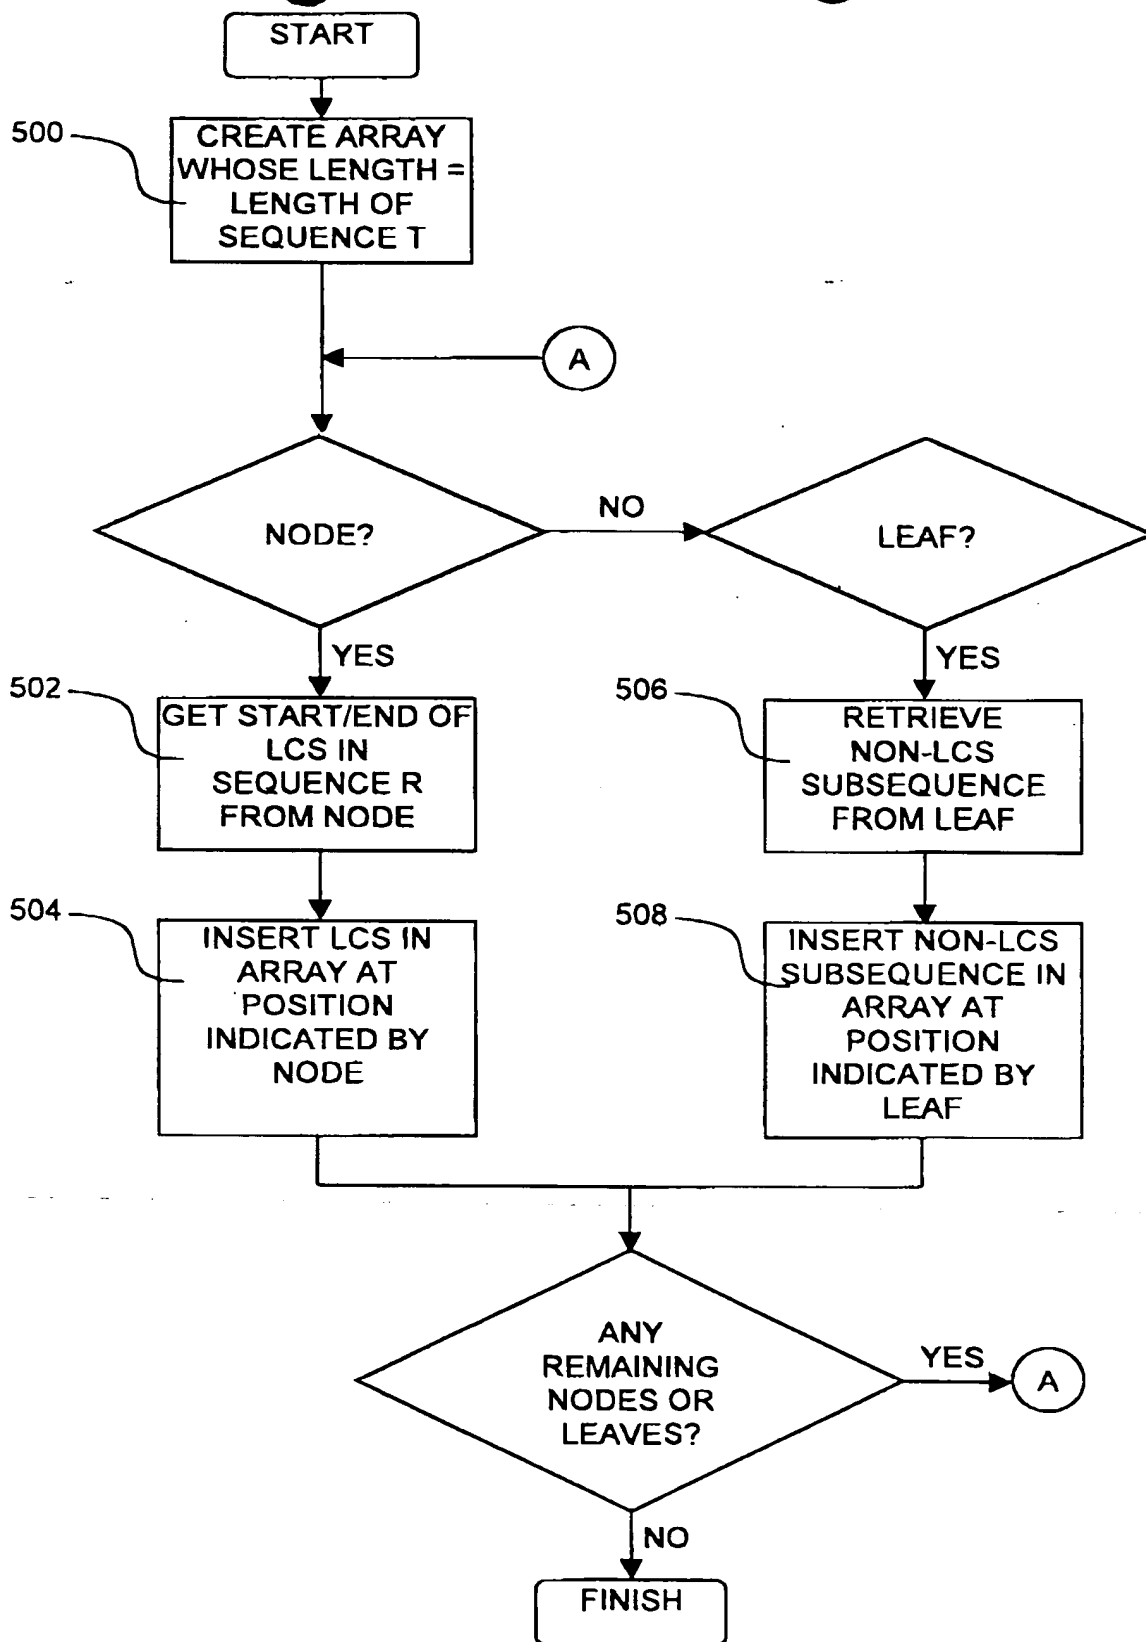 START
500
CREATE ARRAY
WHOSE LENGTH =
LENGTH OF
SEQUENCE T
A
NODE?
NO
LEAF?
YES
YES
502
GET START/END OF
LCS IN
SEQUENCE R
FROM NODE
506
RETRIEVE
NON-LCS
SUBSEQUENCE
FROM LEAF
504
INSERT LCS IN
ARRAY AT
POSITION
INDICATED BY
NODE
508
INSERT NON-LCS
SUBSEQUENCE IN
ARRAY AT
POSITION
INDICATED BY
LEAF
ANY
REMAINING
NODES OR
LEAVES?
YES
A
NO
FINISH